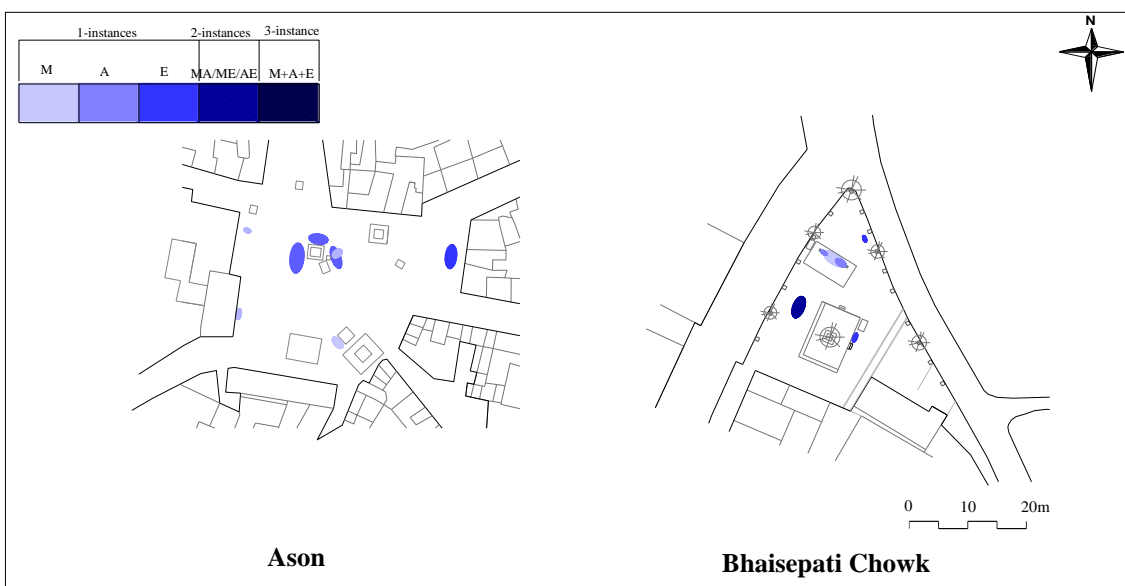 1-instances 2-instances 3-instance
M A E MA/ME/AE M+A+E
N
0 10 20m
Ason
Bhaisepati Chowk